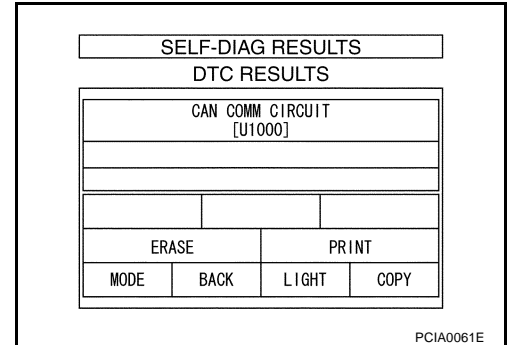 SELF-DIAG RESULTS
DTC RESULTS
CAN COMM CIRCUIT
[U1000]
ERASE PRINT
MODE BACK LIGHT COPY
PCIA0061E